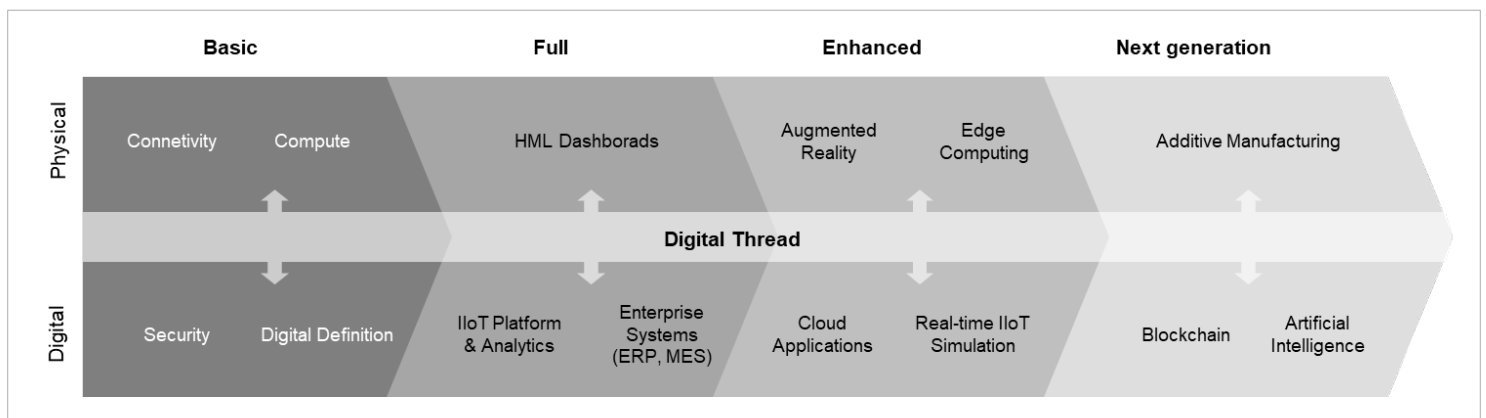 Basic
Full
Enhanced
Next generation
Physical
Connetivity
Compute
HML Dashborads
Augmented
Reality
Edge
Computing
Additive Manufacturing
Digital Thread
Digital
Security
Digital Definition
IIoT Platform
& Analytics
Enterprise
Systems
(ERP, MES)
Cloud
Applications
Real-time IIoT
Simulation
Blockchain
Artificial
Intelligence